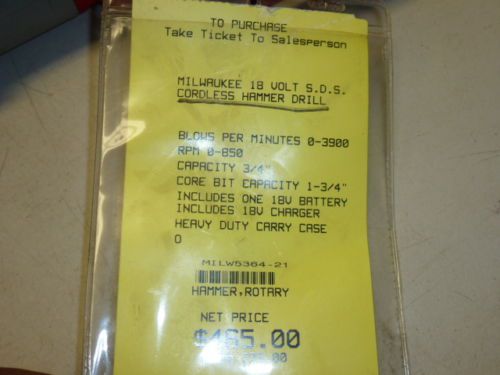 TO PURCHASE
Take Ticket To Salesperson
MILWAUKEE 18 VOLT S.D.S.
CORDLESS HAMMER DRILL
BLOWS PER MINUTES 0-3900
RPM 0-850
CAPACITY 3/4"
CORE BIT CAPACITY 1-3/4"
INCLUDES ONE 18V BATTERY
INCLUDES 18V CHARGER
HEAVY DUTY CARRY CASE
0
MILW5364-21
HAMMER,ROTARY
NET PRICE